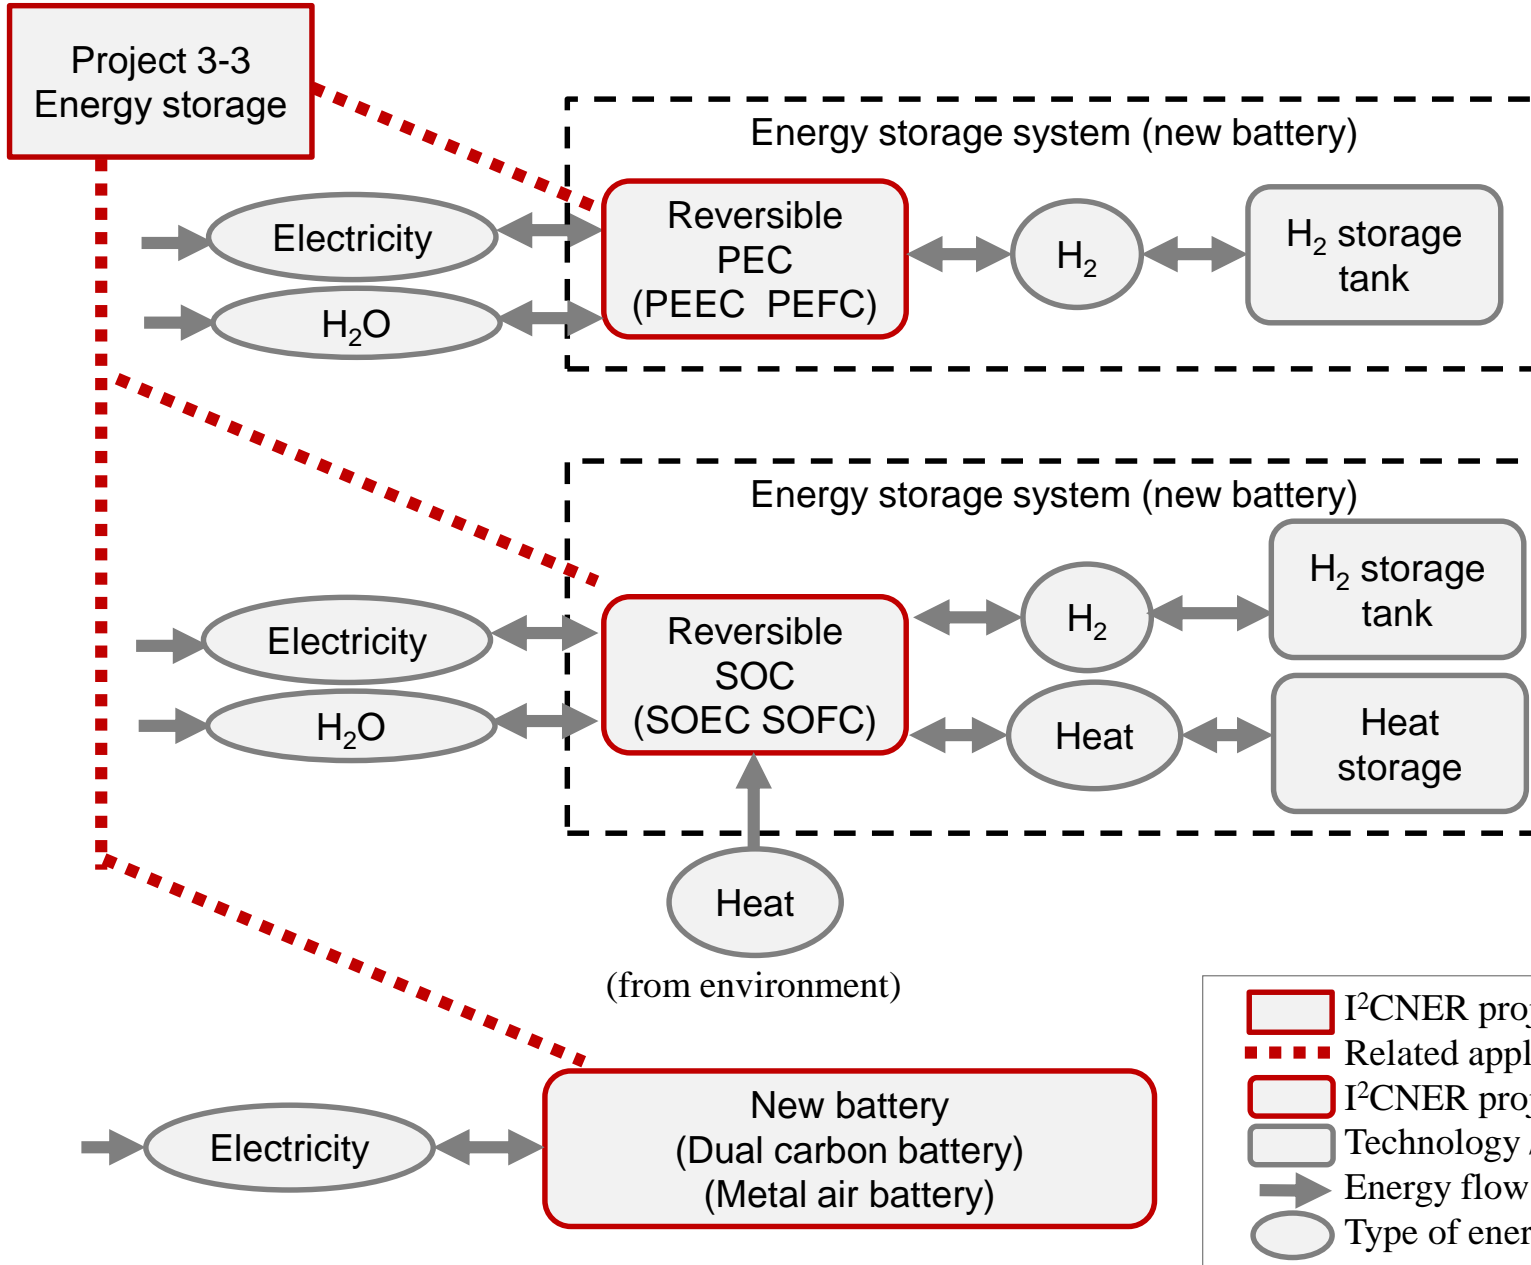 Project 3-3
Energy storage
Energy storage system (new battery)
Electricity
H₂O
Reversible
PEC
(PEEC  PEFC)
H₂
H₂ storage
tank
Energy storage system (new battery)
Electricity
H₂O
Reversible
SOC
(SOEC SOFC)
H₂
H₂ storage
tank
Heat
Heat
storage
Heat
(from environment)
Electricity
New battery
(Dual carbon battery)
(Metal air battery)
I²CNER
Related
I²CNER
Technology
Energy flow
Type of